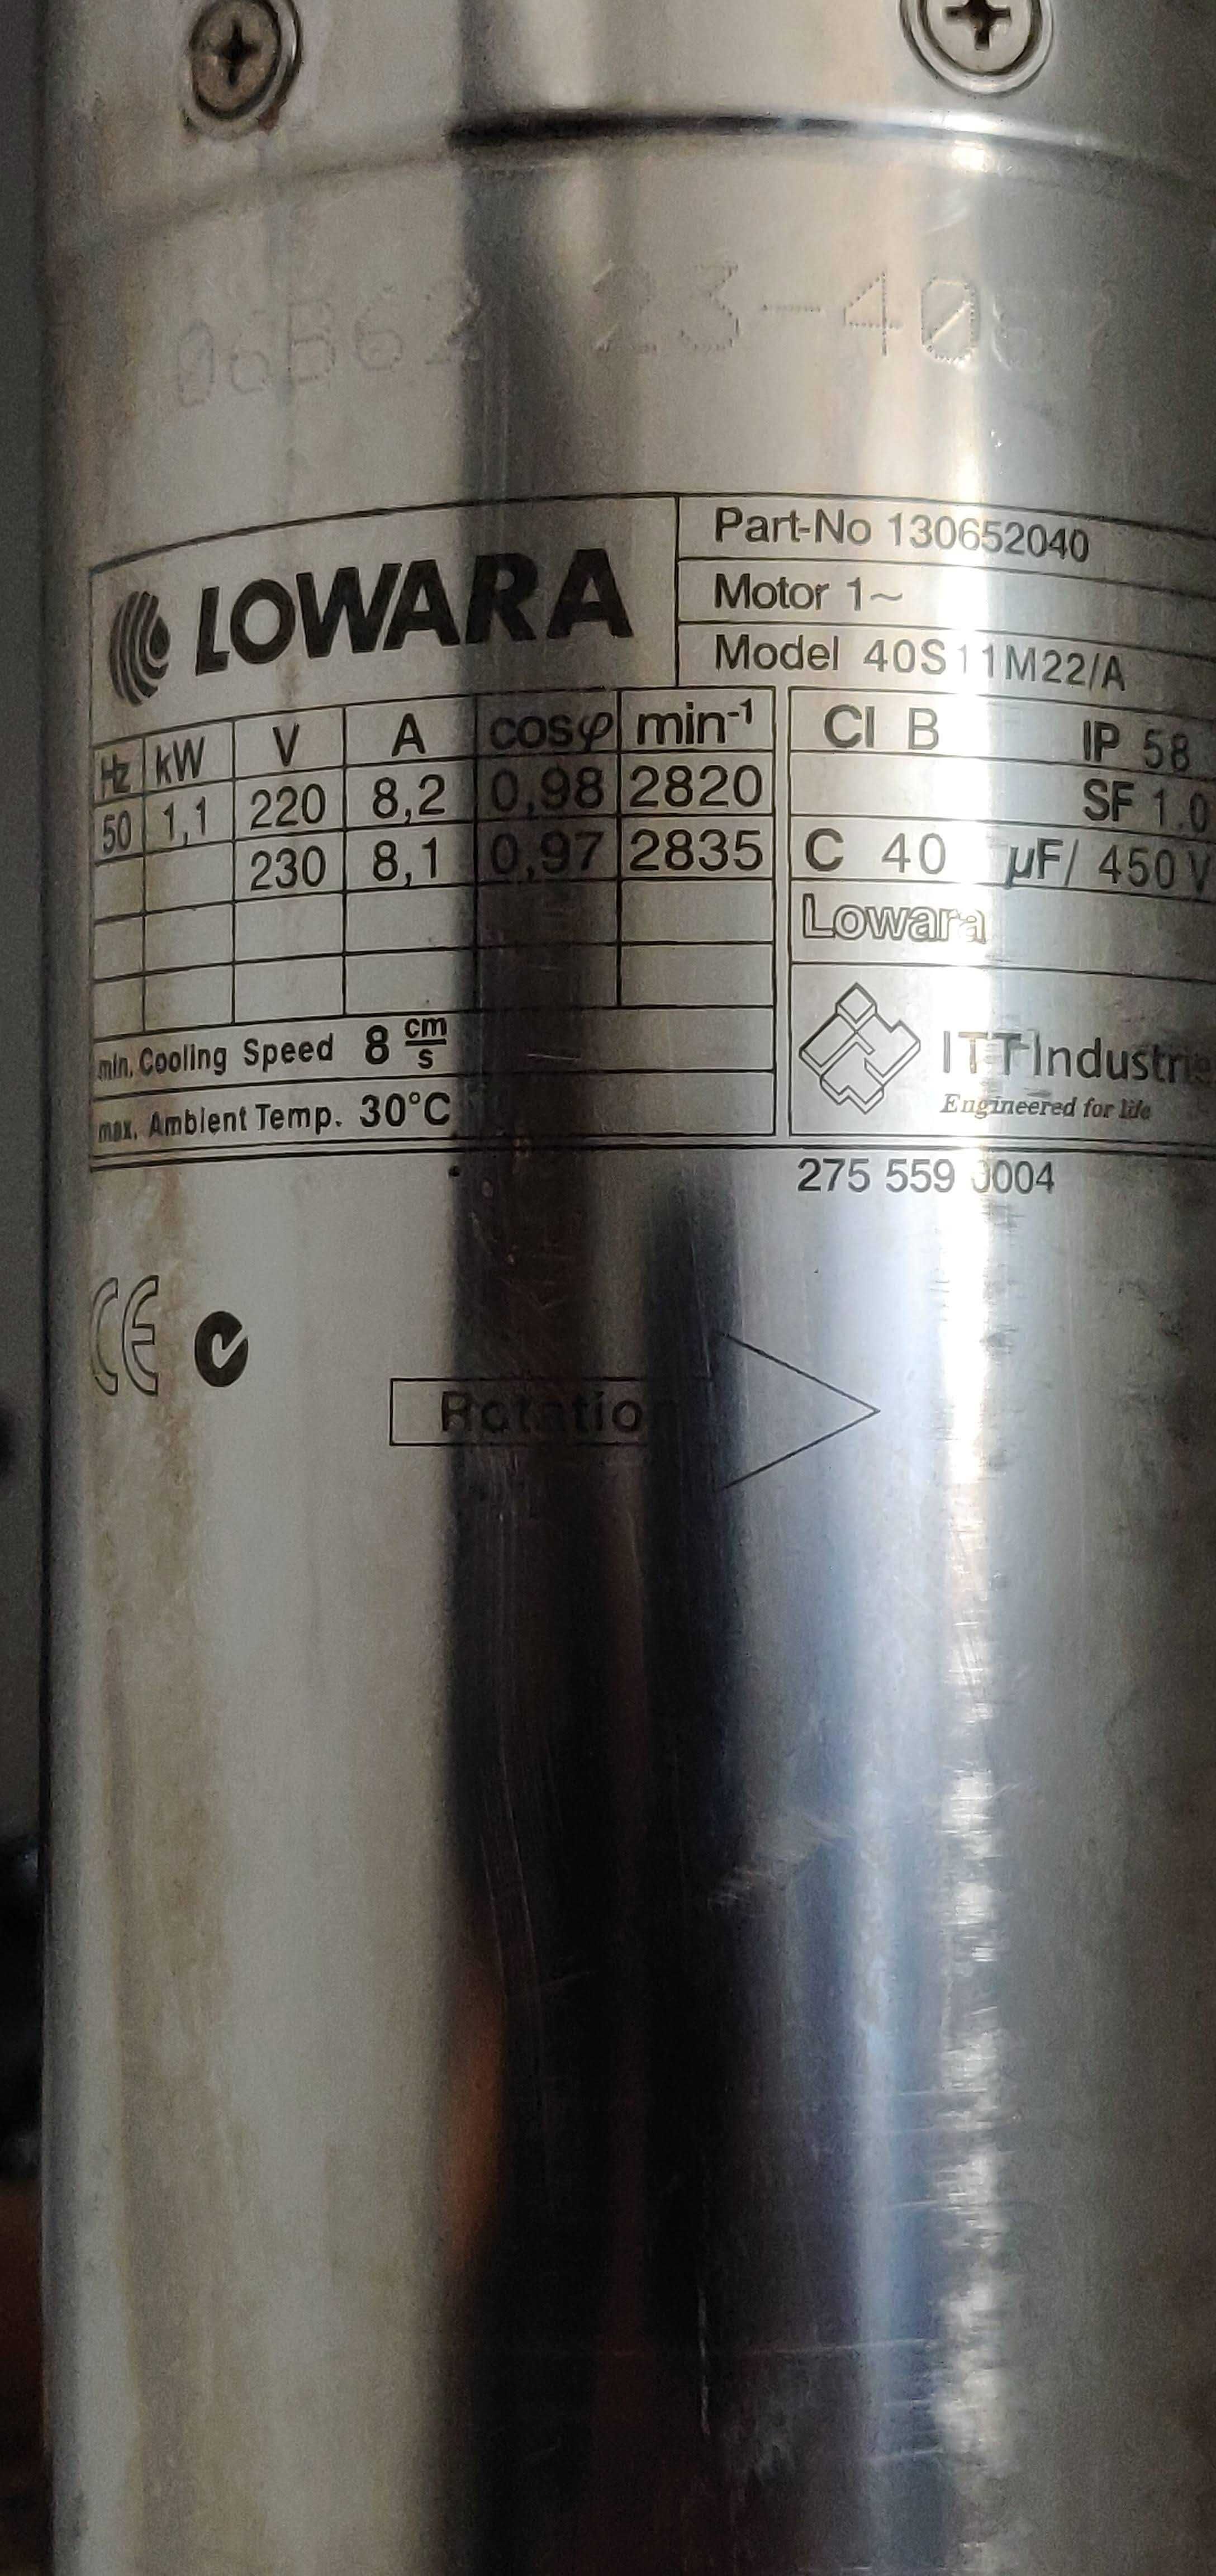 LOWARA
Part-No 130652040
Motor 1~
Model 40S11M22/A
Hz kW V A cosφ min⁻¹
50 1,1 220 8,2 0,98 2820
230 8,1 0,97 2835
Cl B IP 58
SF 1.0
C 40 µF/ 450 V
Lowara
ITT Industrie
Engineered for life
min. Cooling Speed 8 cm/s
max. Ambient Temp. 30°C
275 559
CE
Rotation